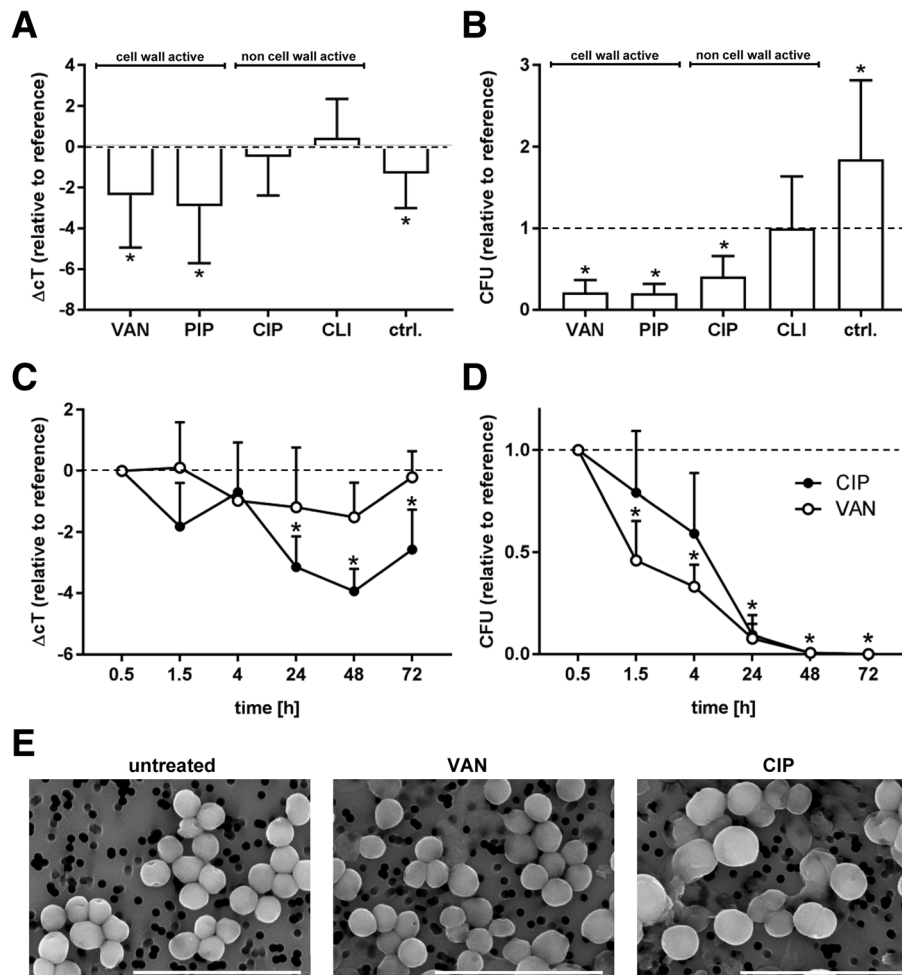 A
B
cell wall active
non cell wall active
4
2
0
-2
-4
-6
-8
ΔcT (relative to reference)
*
*
*
VAN
PIP
CIP
CLI
ctrl.
cell wall active
non cell wall active
3
2
1
0
CFU (relative to reference)
*
*
*
*
VAN
PIP
CIP
CLI
ctrl.
C
D
2
0
-2
-4
-6
ΔcT (relative to reference)
*
*
*
0.5
1.5
4
24
48
72
time [h]
1.0
0.5
0.0
CFU (relative to reference)
CIP
VAN
*
*
*
*
*
0.5
1.5
4
24
48
72
time [h]
E
untreated
VAN
CIP